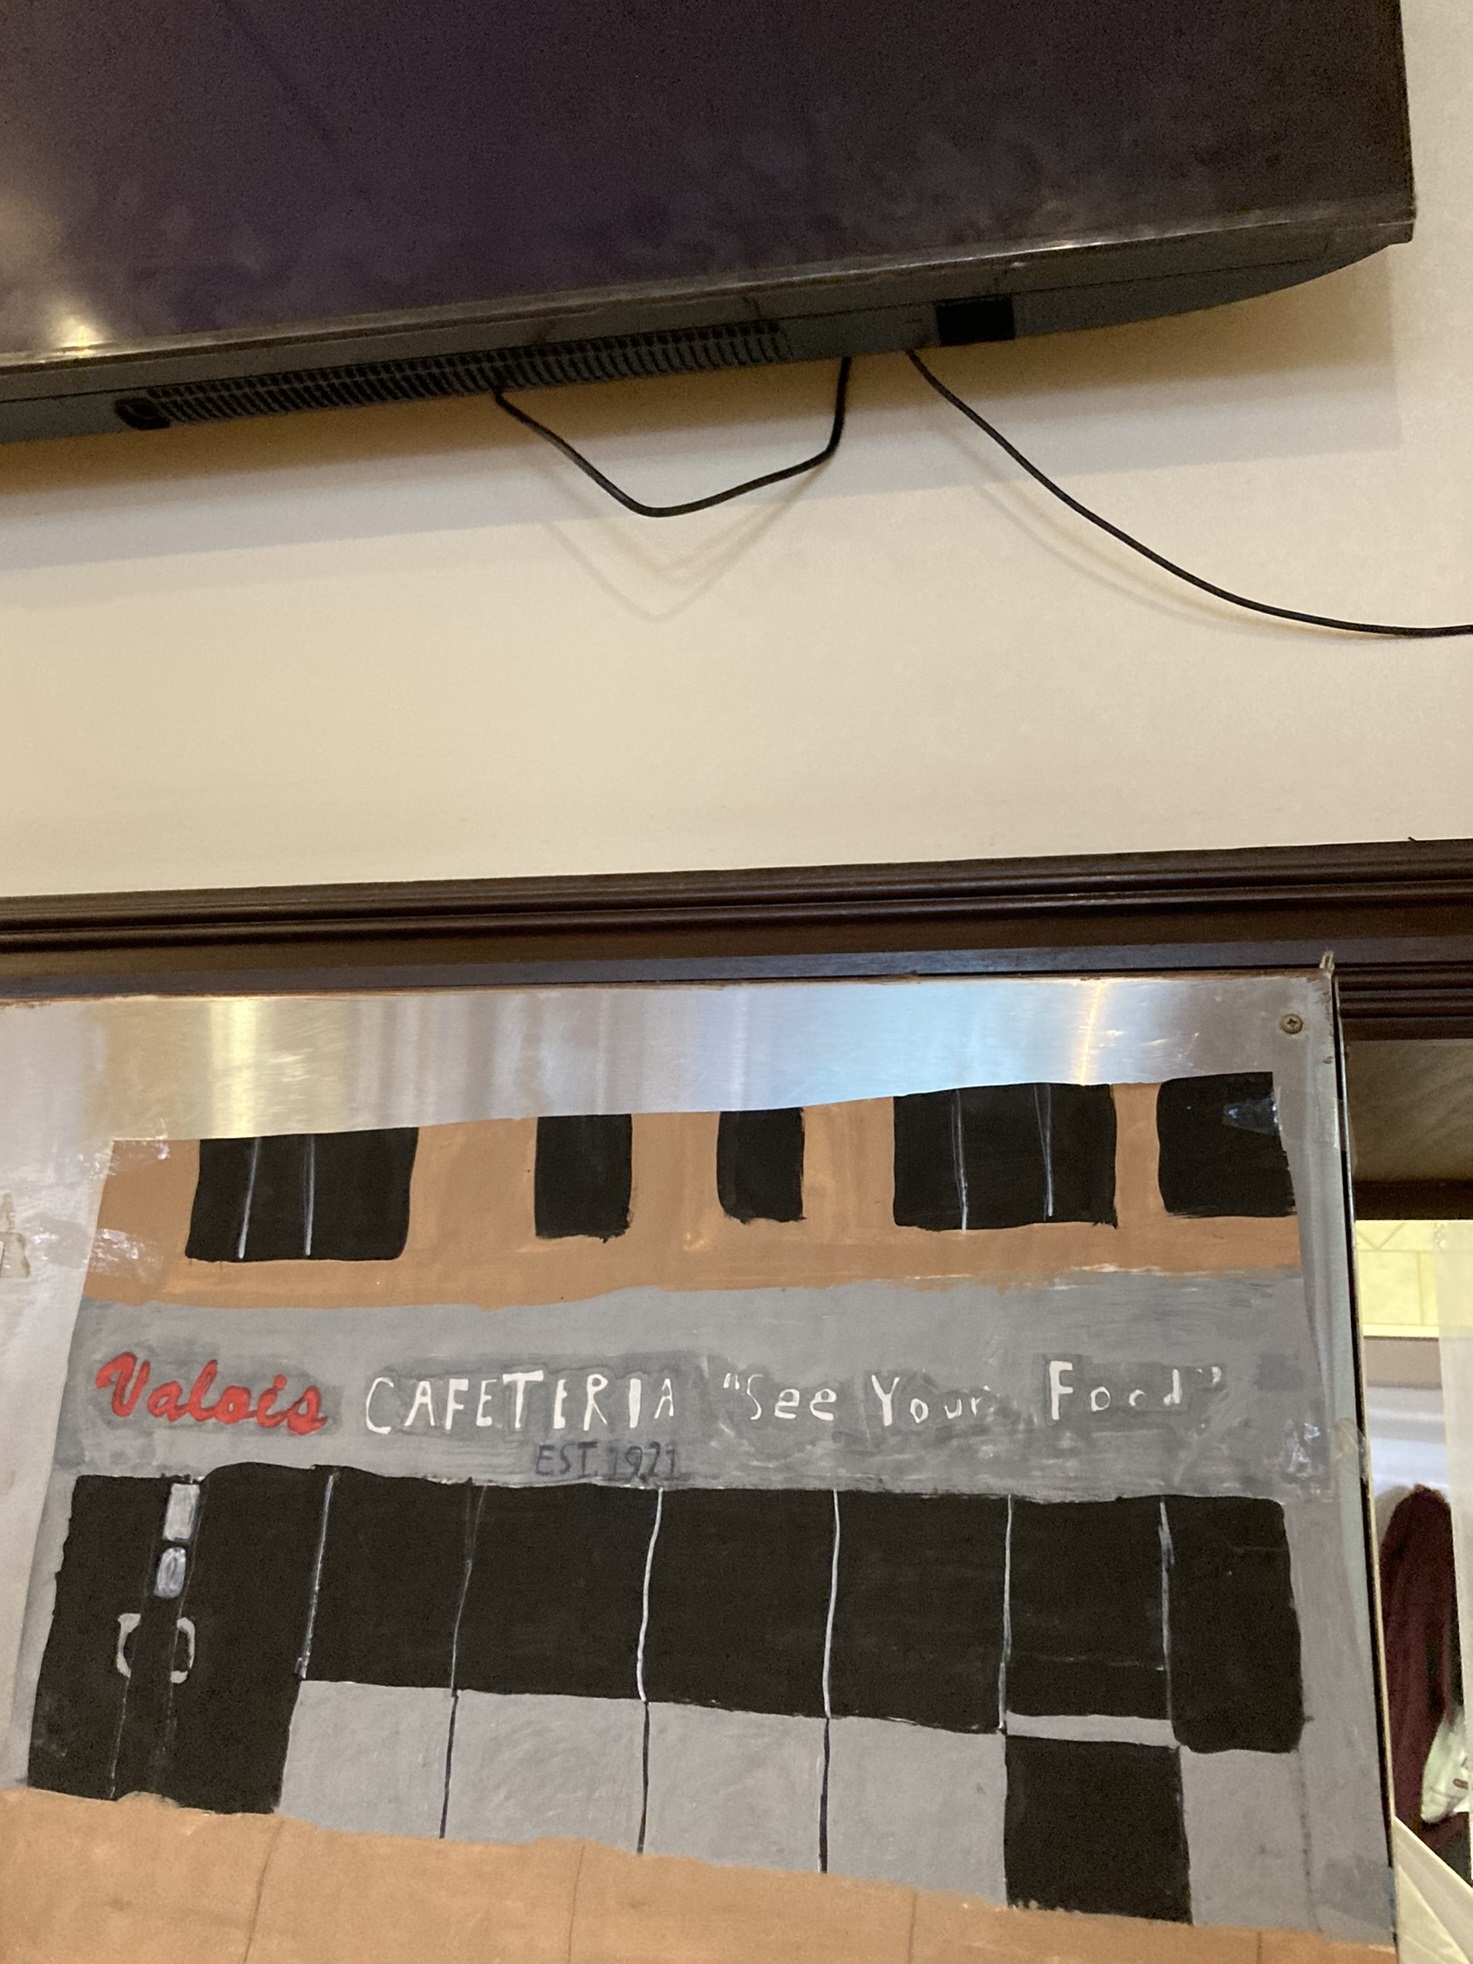 Valois CAFETERIA "See Your Food"
EST 1921